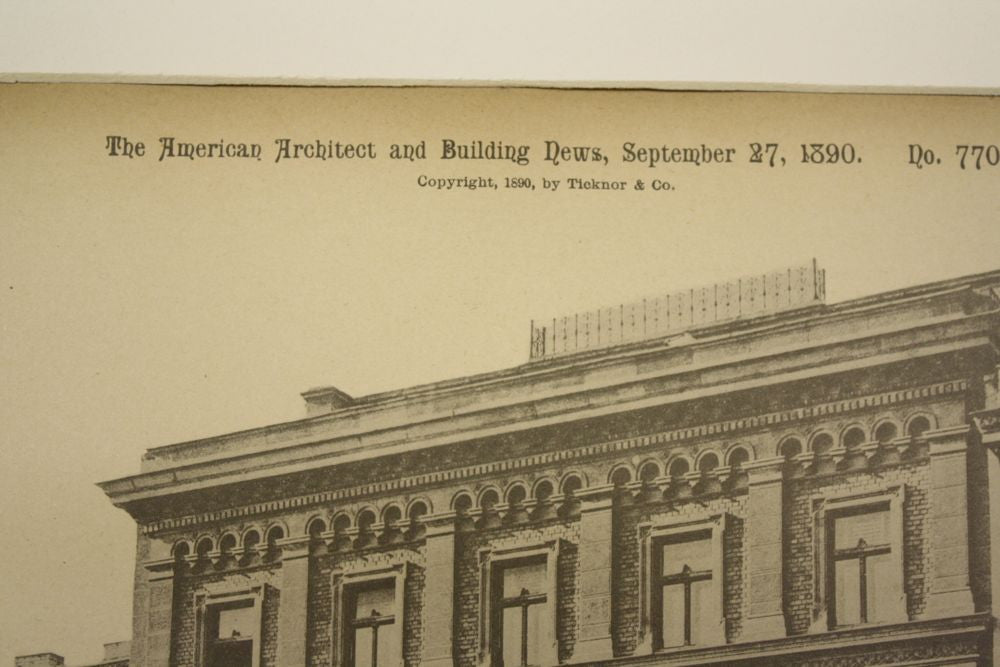 The American Architect and Building News, September 27, 1890. No. 770
Copyright, 1890, by Ticknor & Co.